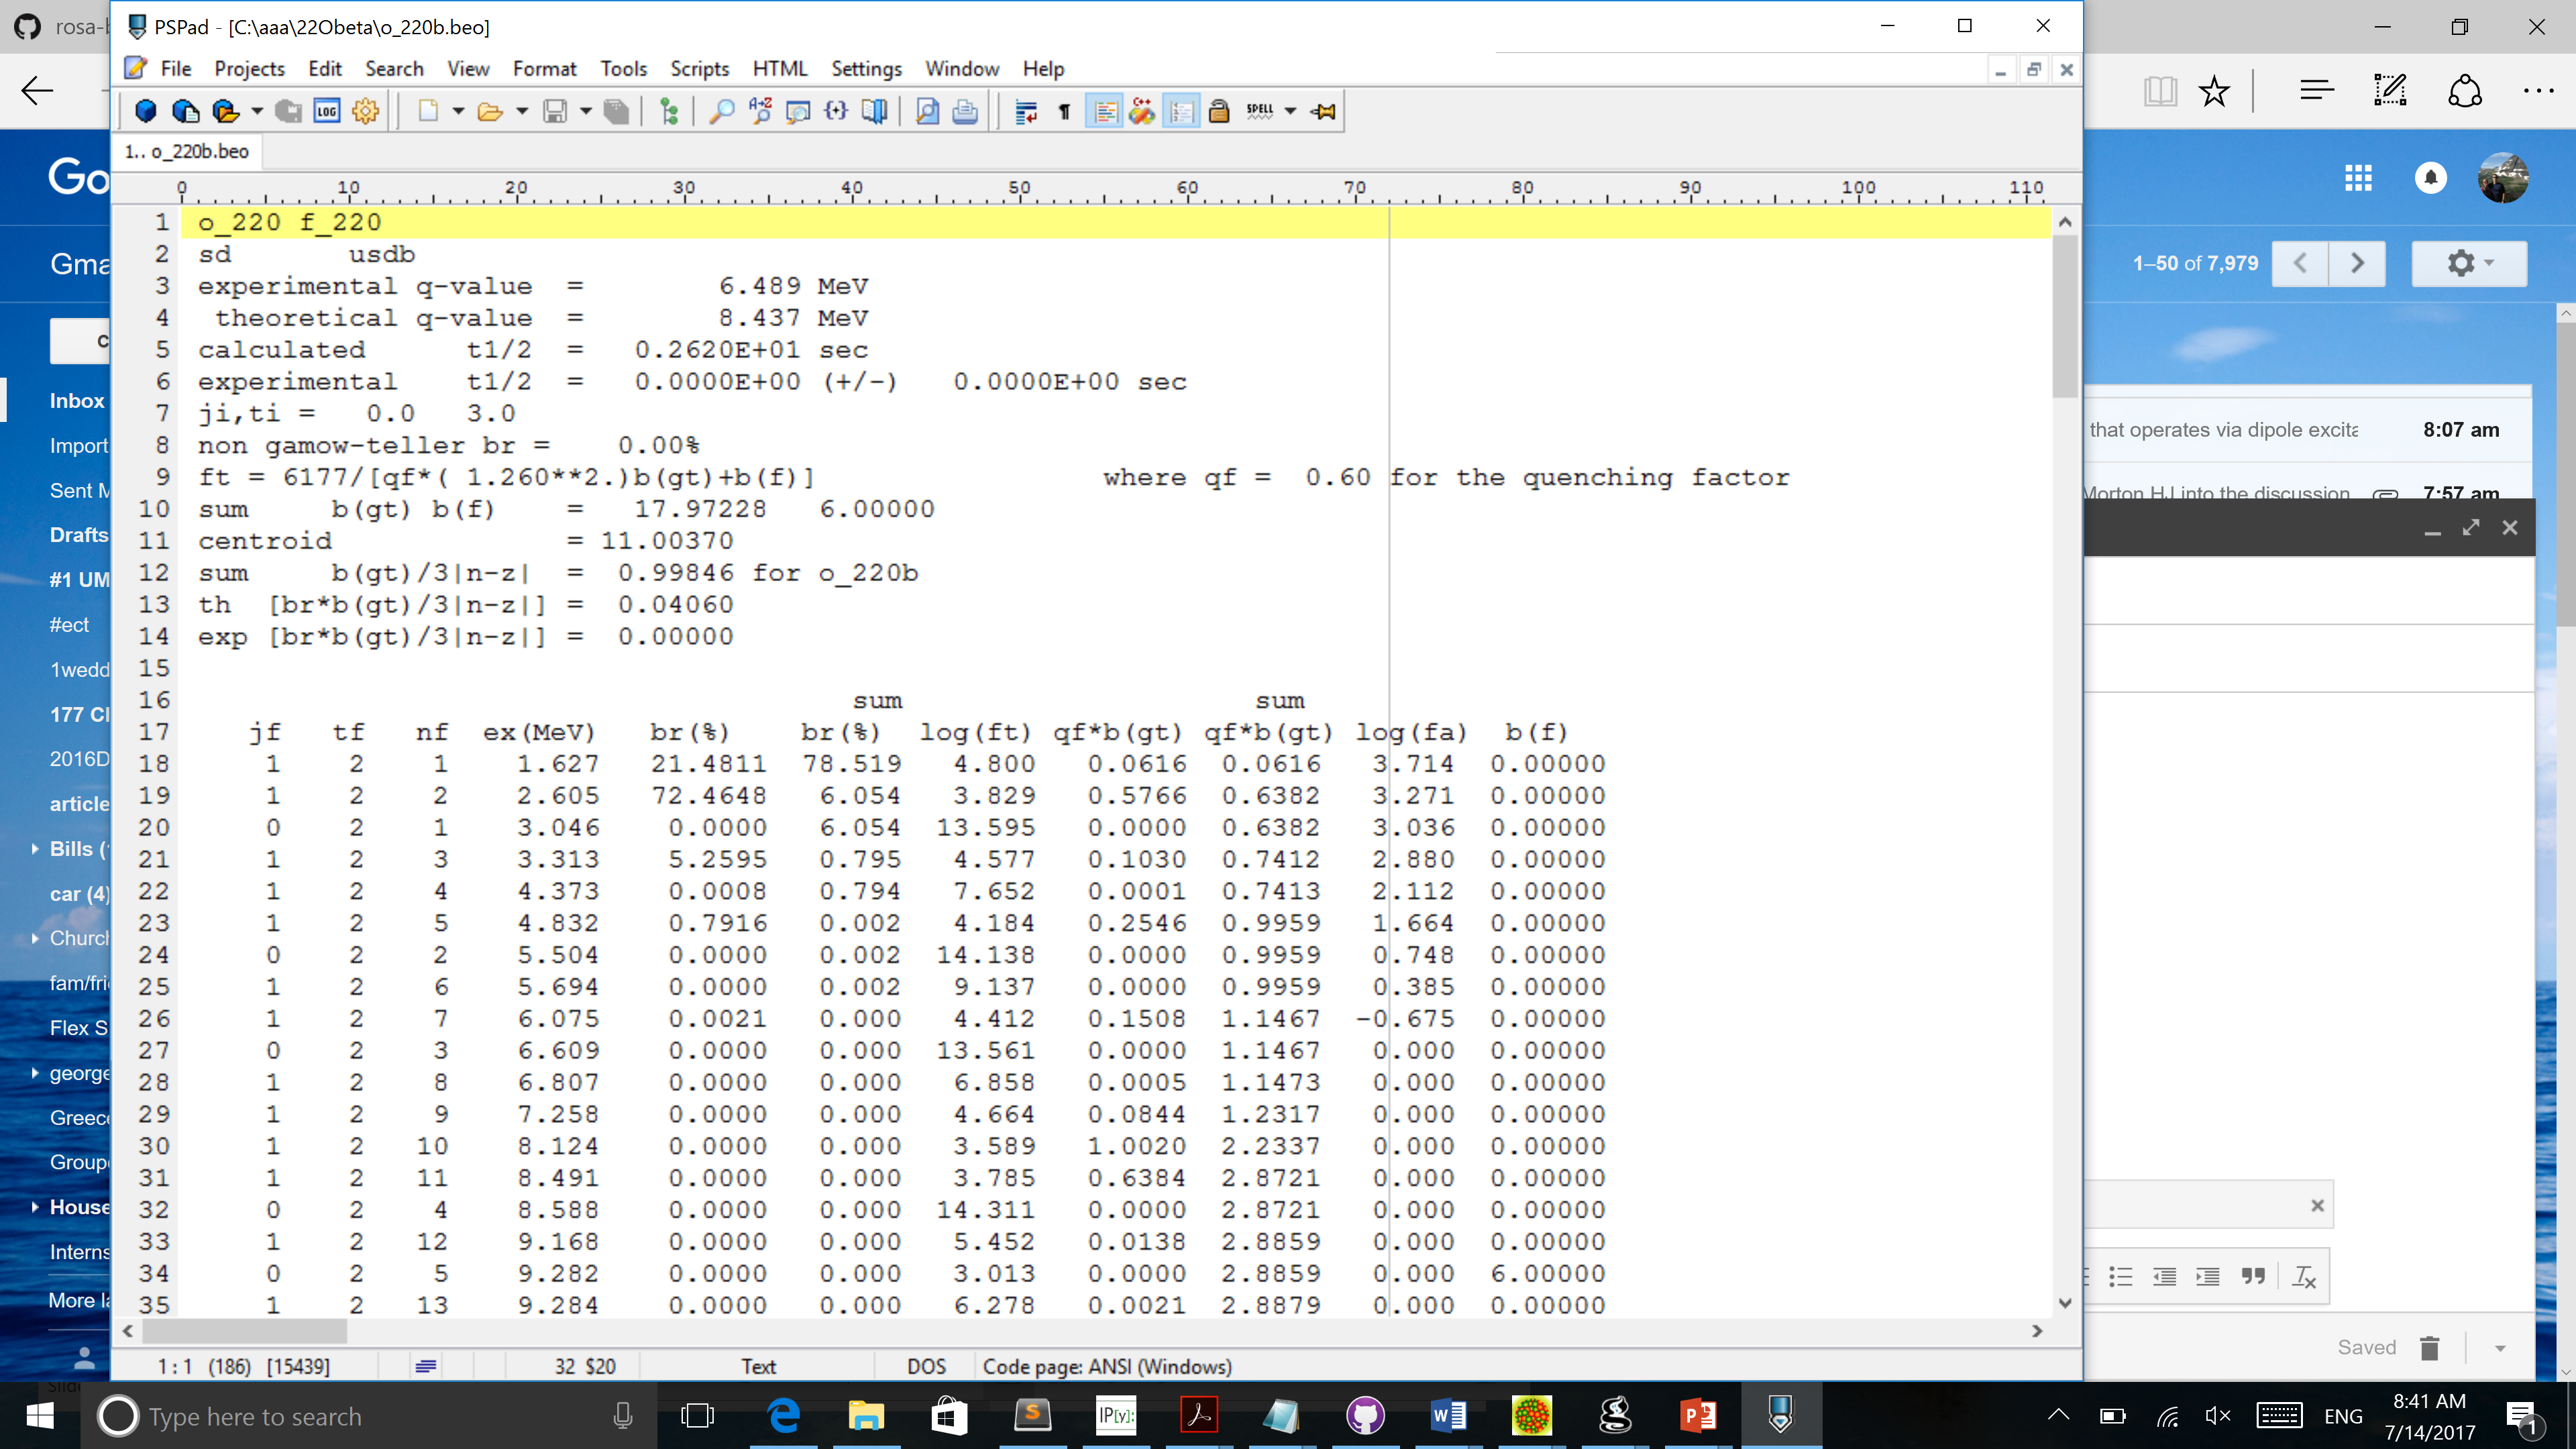 rosa-b
PSPad - [C:\aaa\22Obeta\o_220b.beo]
File Projects Edit Search View Format Tools Scripts HTML Settings Window Help
LOG
SPELL
1.. o_220b.beo
0 10 20 30 40 50 60 70 80 90 100 110
1 o_220 f_220
2 sd usdb
3 experimental q-value = 6.489 MeV
4 theoretical q-value = 8.437 MeV
5 calculated t1/2 = 0.2620E+01 sec
6 experimental t1/2 = 0.0000E+00 (+/-) 0.0000E+00 sec
7 ji,ti = 0.0 3.0
8 non gamow-teller br = 0.00%
9 ft = 6177/[qf*( 1.260**2.)b(gt)+b(f)] where qf = 0.60 for the quenching factor
10 sum b(gt) b(f) = 17.97228 6.00000
11 centroid = 11.00370
12 sum b(gt)/3|n-z| = 0.99846 for o_220b
13 th [br*b(gt)/3|n-z|] = 0.04060
14 exp [br*b(gt)/3|n-z|] = 0.00000
15
16 sum sum
17 jf tf nf ex(MeV) br(%) br(%) log(ft) qf*b(gt) qf*b(gt) log(fa) b(f)
18 1 2 1 1.627 21.4811 78.519 4.800 0.0616 0.0616 3.714 0.00000
19 1 2 2 2.605 72.4648 6.054 3.829 0.5766 0.6382 3.271 0.00000
20 0 2 1 3.046 0.0000 6.054 13.595 0.0000 0.6382 3.036 0.00000
21 1 2 3 3.313 5.2595 0.795 4.577 0.1030 0.7412 2.880 0.00000
22 1 2 4 4.373 0.0008 0.794 7.652 0.0001 0.7413 2.112 0.00000
23 1 2 5 4.832 0.7916 0.002 4.184 0.2546 0.9959 1.664 0.00000
24 0 2 2 5.504 0.0000 0.002 14.138 0.0000 0.9959 0.748 0.00000
25 1 2 6 5.694 0.0000 0.002 9.137 0.0000 0.9959 0.385 0.00000
26 1 2 7 6.075 0.0021 0.000 4.412 0.1508 1.1467 -0.675 0.00000
27 0 2 3 6.609 0.0000 0.000 13.561 0.0000 1.1467 0.000 0.00000
28 1 2 8 6.807 0.0000 0.000 6.858 0.0005 1.1473 0.000 0.00000
29 1 2 9 7.258 0.0000 0.000 4.664 0.0844 1.2317 0.000 0.00000
30 1 2 10 8.124 0.0000 0.000 3.589 1.0020 2.2337 0.000 0.00000
31 1 2 11 8.491 0.0000 0.000 3.785 0.6384 2.8721 0.000 0.00000
32 0 2 4 8.588 0.0000 0.000 14.311 0.0000 2.8721 0.000 0.00000
33 1 2 12 9.168 0.0000 0.000 5.452 0.0138 2.8859 0.000 0.00000
34 0 2 5 9.282 0.0000 0.000 3.013 0.0000 2.8859 0.000 6.00000
35 1 2 13 9.284 0.0000 0.000 6.278 0.0021 2.8879 0.000 0.00000
1 : 1 (186) [15439] 32 $20 Text DOS Code page: ANSI (Windows)
Go
Gma
C
Inbox
Import
Sent M
Drafts
#1 UM
#ect
1wedd
177 Cl
2016D
article
Bills (
car (4)
Church
fam/fri
Flex S
george
Greece
Group
House
Interns
More la
1–50 of 7,979
that operates via dipole excita 8:07 am
Morton HJ into the discussion 7:57 am
Saved
Type here to search
IP[y]:
ENG
8:41 AM
7/14/2017
1